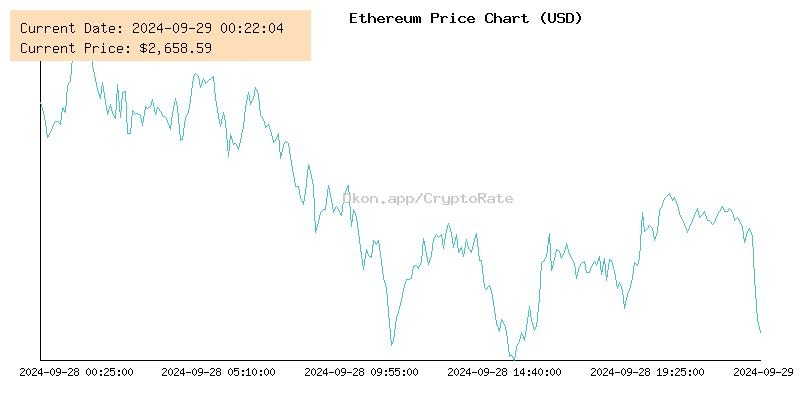 Ethereum Price Chart (USD)
Current Date: 2024-09-29 00:22:04
Current Price: $2,658.59
Dkon.app/CryptoRate
2024-09-28 00:25:00 2024-09-28 05:10:00 2024-09-28 09:55:00 2024-09-28 14:40:00 2024-09-28 19:25:00 2024-09-29